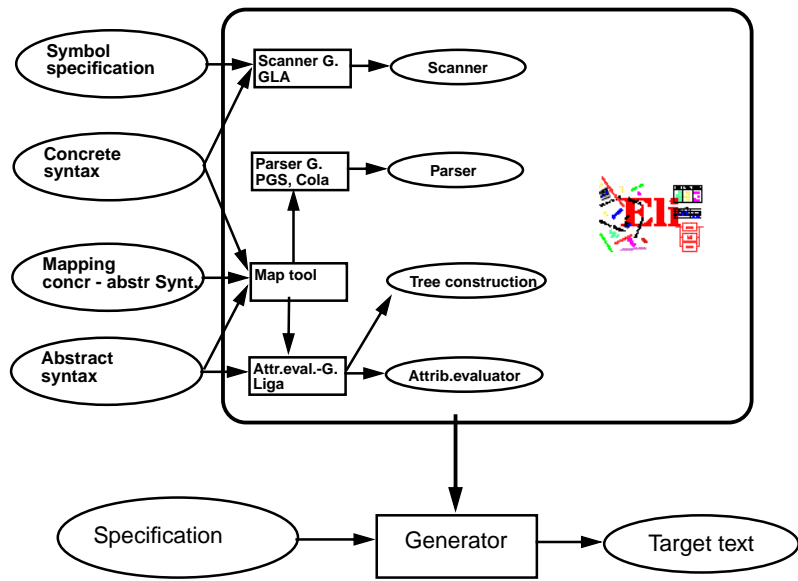 Symbol
specification
Scanner G.
GLA
Scanner
Concrete
syntax
Parser G.
PGS, Cola
Parser
Eli
Mapping
concr - abstr Synt.
Map tool
Tree construction
Abstract
syntax
Attr.eval.-G.
Liga
Attrib.evaluator
Specification
Generator
Target text